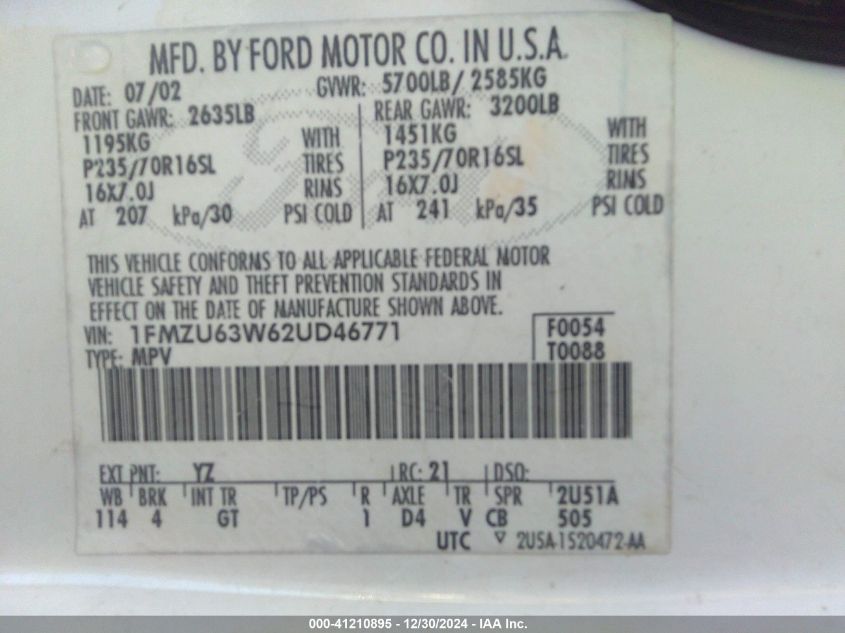 MFD. BY FORD MOTOR CO. IN U.S.A.
DATE: 07/02 GVWR: 5700LB/ 2585KG
FRONT GAWR: 2635LB REAR GAWR: 3200LB
1195KG WITH 1451KG WITH
P235/70R16SL TIRES P235/70R16SL TIRES
16X7.0J RIMS 16X7.0J RIMS
AT 207 kPa/30 PSI COLD AT 241 kPa/35 PSI COLD
THIS VEHICLE CONFORMS TO ALL APPLICABLE FEDERAL MOTOR
VEHICLE SAFETY AND THEFT PREVENTION STANDARDS IN
EFFECT ON THE DATE OF MANUFACTURE SHOWN ABOVE.
VIN: 1FMZU63W62UD46771 F0054
TYPE: MPV T0088
EXT PNT: YZ RC: 21 DSO:
WB BRK INT TR TP/PS R AXLE TR SPR 2U51A
114 4 GT 1 D4 V CB 505
UTC 2U5A-1520472-AA
000-41210895 - 12/30/2024 - IAA Inc.